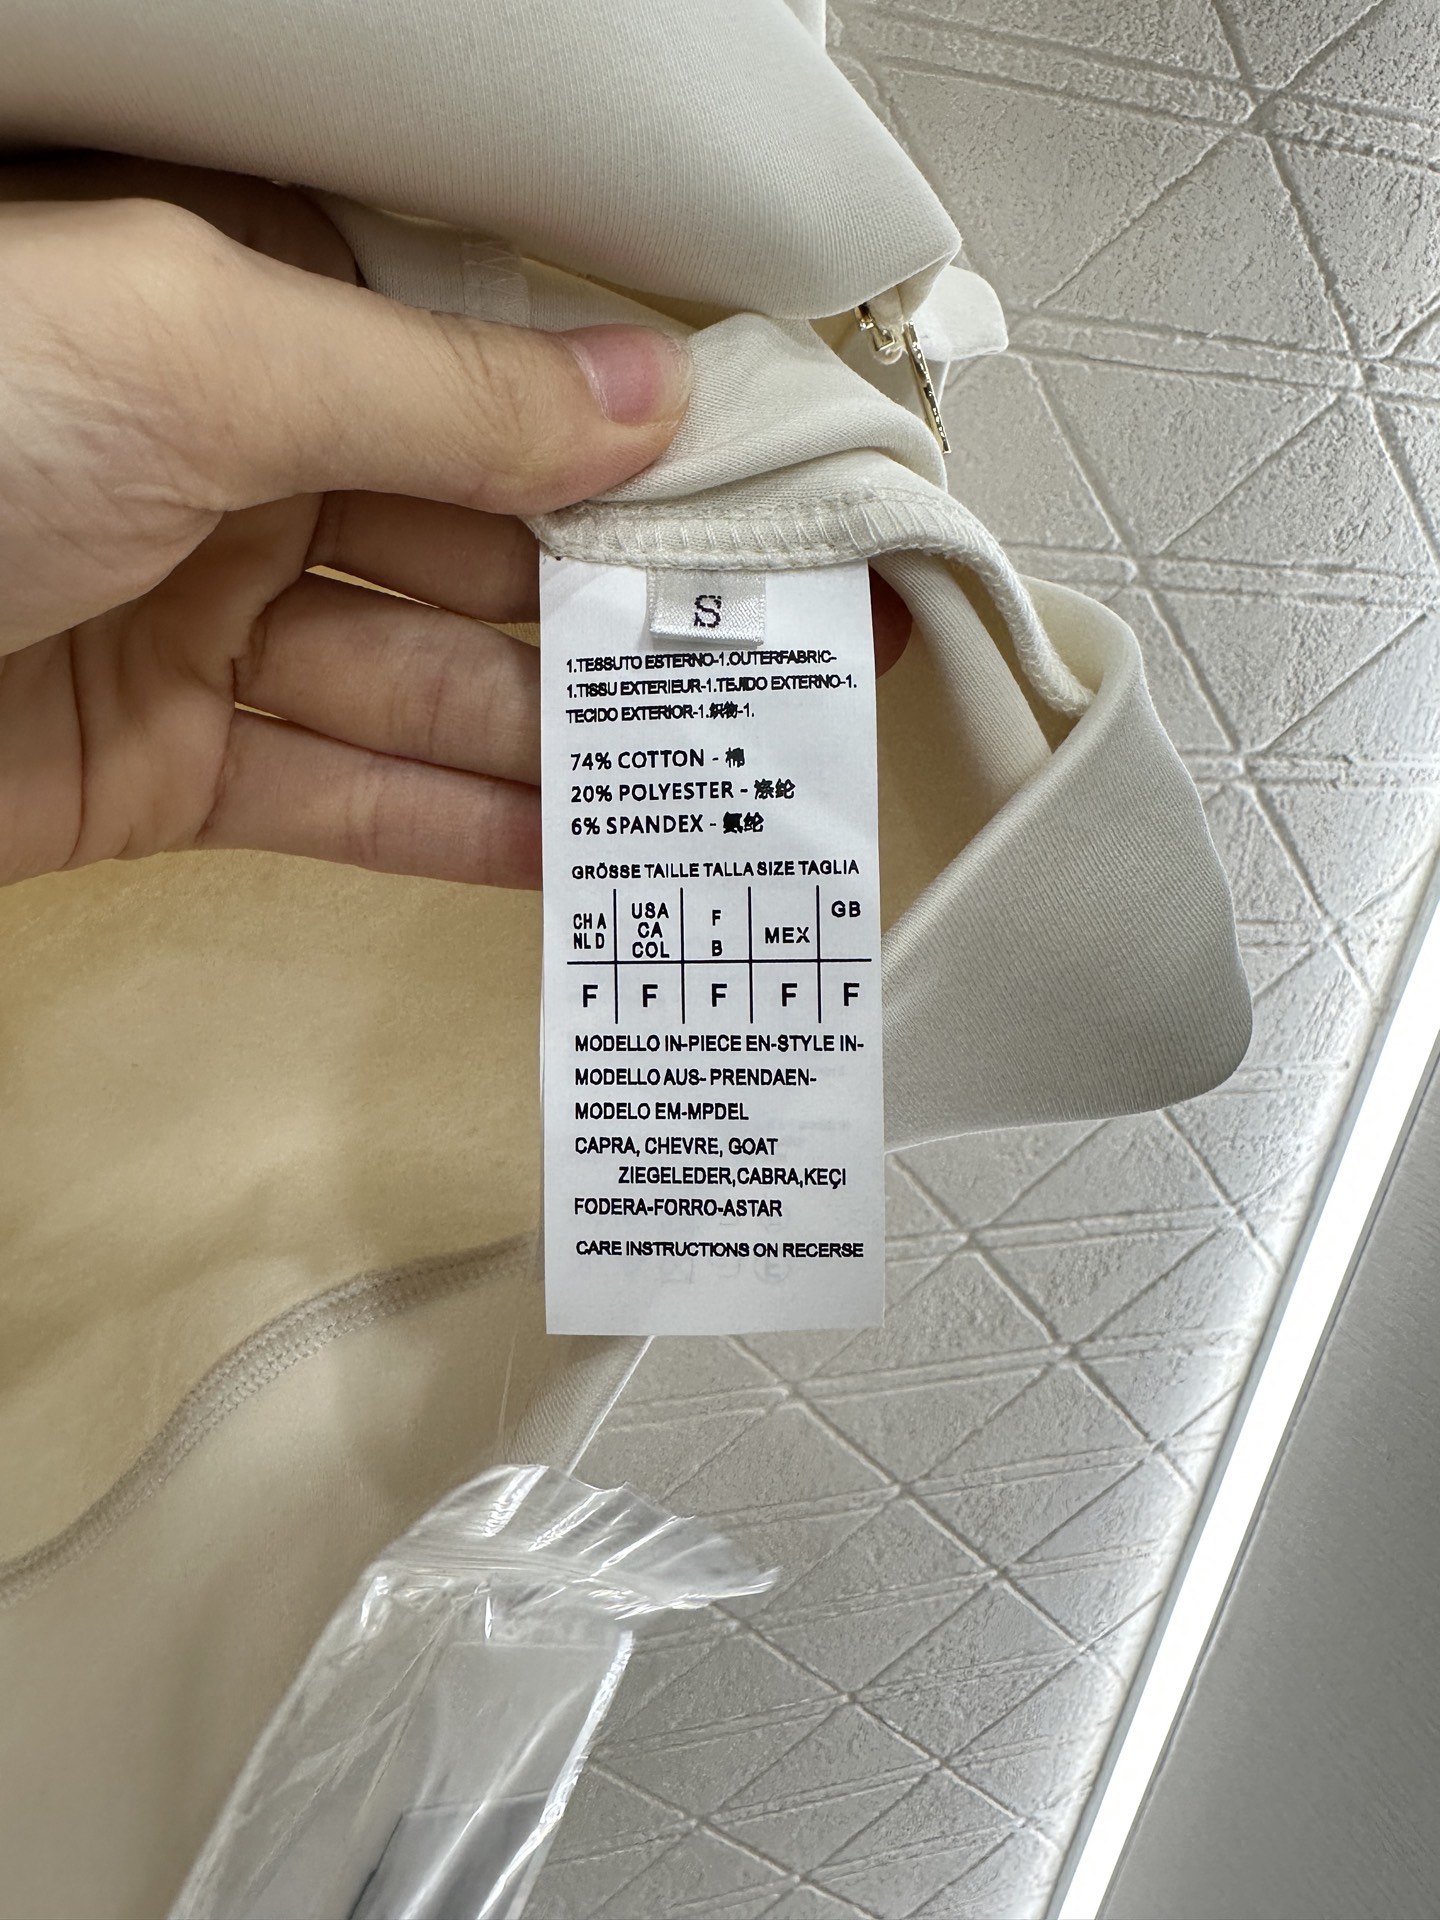 S
1.TESSUTO ESTERNO-1.OUTERFABRIC-
1.TISSU EXTERIEUR-1.TEJIDO EXTERNO-1.
TECIDO EXTERIOR-1.织物-1.
74% COTTON - 棉
20% POLYESTER - 涤纶
6% SPANDEX - 氨纶
GRÖSSE TAILLE TALLA SIZE TAGLIA
CH A NL D USA CA COL F B MEX GB
F F F F F
MODELLO IN-PIECE EN-STYLE IN-
MODELLO AUS- PRENDAEN-
MODELO EM-MPDEL
CAPRA, CHEVRE, GOAT
ZIEGELEDER,CABRA,KEÇI
FODERA-FORRO-ASTAR
CARE INSTRUCTIONS ON RECERSE